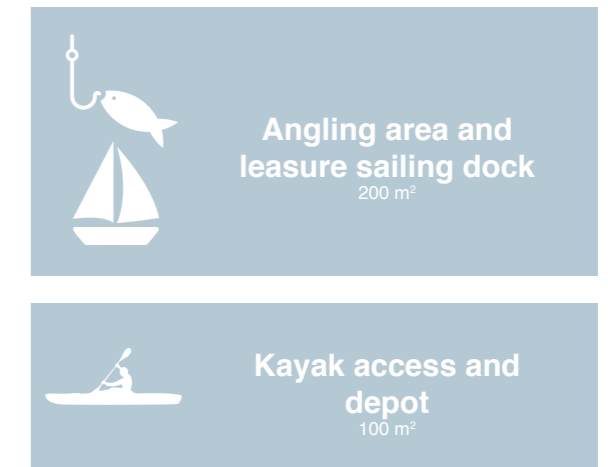 Angling area and
leasure sailing dock
200 m²
Kayak access and
depot
100 m²